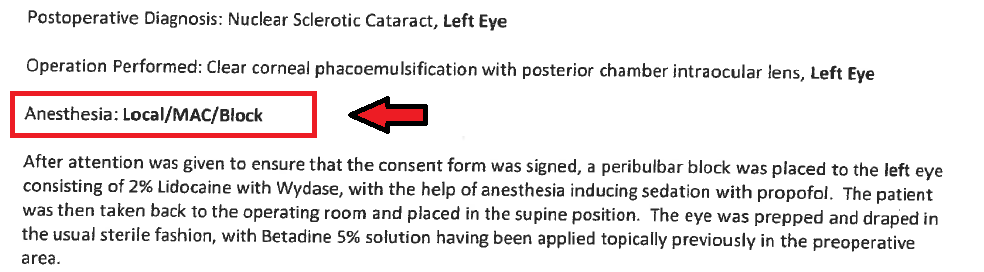 Postoperative Diagnosis: Nuclear Sclerotic Cataract, Left Eye
Operation Performed: Clear corneal phacoemulsification with posterior chamber intraocular lens, Left Eye
Anesthesia: Local/MAC/Block
After attention was given to ensure that the consent form was signed, a peribulbar block was placed to the left eye
consisting of 2% Lidocaine with Wydase, with the help of anesthesia inducing sedation with propofol. The patient
was then taken back to the operating room and placed in the supine position. The eye was prepped and draped in
the usual sterile fashion, with Betadine 5% solution having been applied topically previously in the preoperative
area.